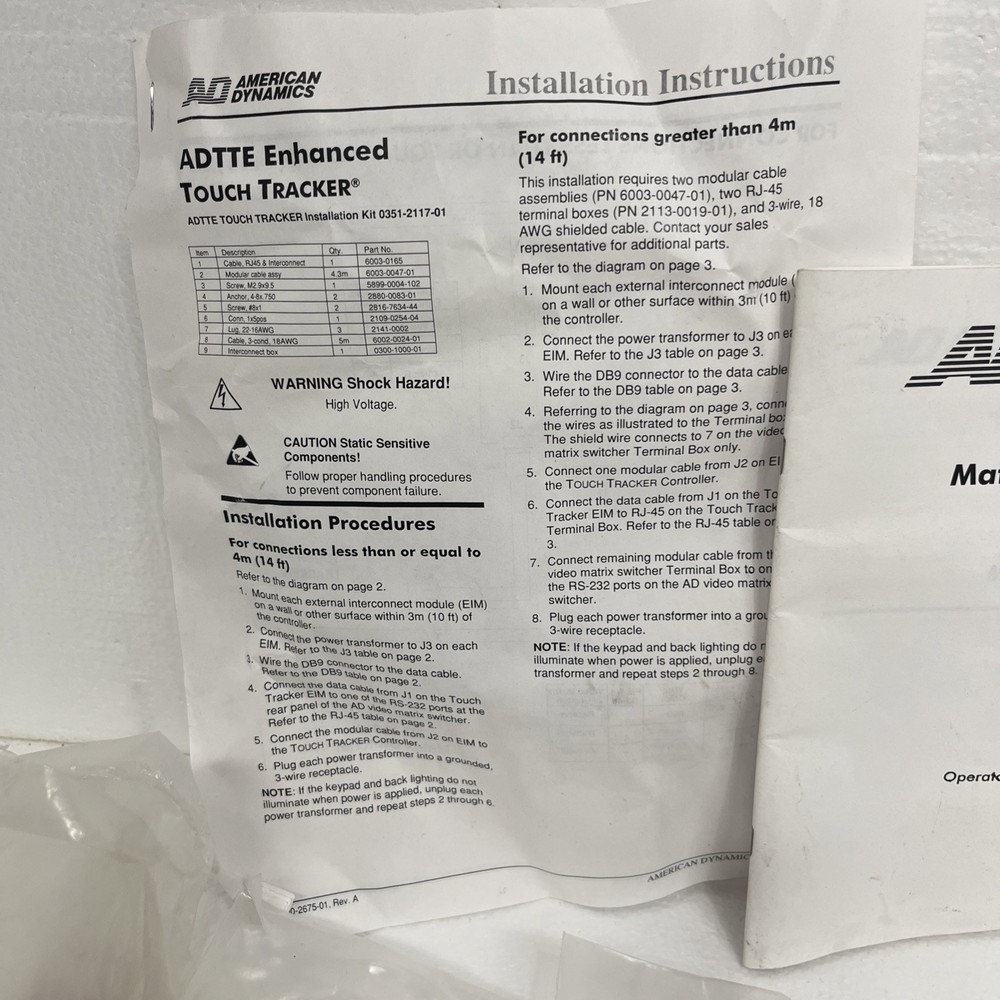 AD AMERICAN
DYNAMICS
Installation Instructions
ADTTE Enhanced
TOUCH TRACKER®
ADTTE TOUCH TRACKER Installation Kit 0351-2117-01
Item Description Qty. Part No.
1 Cable, RJ45 & Interconnect 1 6003-0165
2 Modular cable assy 4.3m 6003-0047-01
3 Screw, M2.9x9.5 1 5899-0004-102
4 Anchor, 4-8x.750 2 2880-0083-01
5 Screw, #8x1 2 2816-7634-44
6 Conn, 1x5pos 1 2109-0254-04
7 Lug, 22-16AWG 3 2141-0002
8 Cable, 3-cond, 18AWG 5m 6002-0024-01
9 Interconnect box 1 0300-1000-01
WARNING Shock Hazard!
High Voltage.
CAUTION Static Sensitive
Components!
Follow proper handling procedures
to prevent component failure.
Installation Procedures
For connections less than or equal to
4m (14 ft)
Refer to the diagram on page 2.
1. Mount each external interconnect module (EIM)
on a wall or other surface within 3m (10 ft) of
the controller.
2. Connect the power transformer to J3 on each
EIM. Refer to the J3 table on page 2.
3. Wire the DB9 connector to the data cable.
Refer to the DB9 table on page 2.
4. Connect the data cable from J1 on the Touch
Tracker EIM to one of the RS-232 ports at the
rear panel of the AD video matrix switcher.
Refer to the RJ-45 table on page 2.
5. Connect the modular cable from J2 on EIM to
the TOUCH TRACKER Controller.
6. Plug each power transformer into a grounded,
3-wire receptacle.
NOTE: If the keypad and back lighting do not
illuminate when power is applied, unplug each
power transformer and repeat steps 2 through 6.
-2675-01, Rev. A
For connections greater than 4m
(14 ft)
This installation requires two modular cable
assemblies (PN 6003-0047-01), two RJ-45
terminal boxes (PN 2113-0019-01), and 3-wire, 18
AWG shielded cable. Contact your sales
representative for additional parts.
Refer to the diagram on page 3.
1. Mount each external interconnect module (
on a wall or other surface within 3m (10 ft)
the controller.
2. Connect the power transformer to J3 on ea
EIM. Refer to the J3 table on page 3.
3. Wire the DB9 connector to the data cable
Refer to the DB9 table on page 3.
4. Referring to the diagram on page 3, conn
the wires as illustrated to the Terminal bo
The shield wire connects to 7 on the video
matrix switcher Terminal Box only.
5. Connect one modular cable from J2 on EI
the TOUCH TRACKER Controller.
6. Connect the data cable from J1 on the To
Tracker EIM to RJ-45 on the Touch Track
Terminal Box. Refer to the RJ-45 table or
3.
7. Connect remaining modular cable from th
video matrix switcher Terminal Box to on
the RS-232 ports on the AD video matrix
switcher.
8. Plug each power transformer into a grou
3-wire receptacle.
NOTE: If the keypad and back lighting do n
illuminate when power is applied, unplug e
transformer and repeat steps 2 through 8.
AMERICAN DYNAMIC
A
Mat
Operat